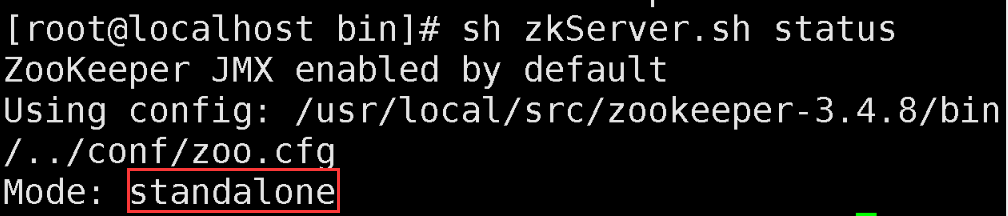 [root@localhost bin]# sh zkServer.sh status
ZooKeeper JMX enabled by default
Using config: /usr/local/src/zookeeper-3.4.8/bin
/../conf/zoo.cfg
Mode: standalone